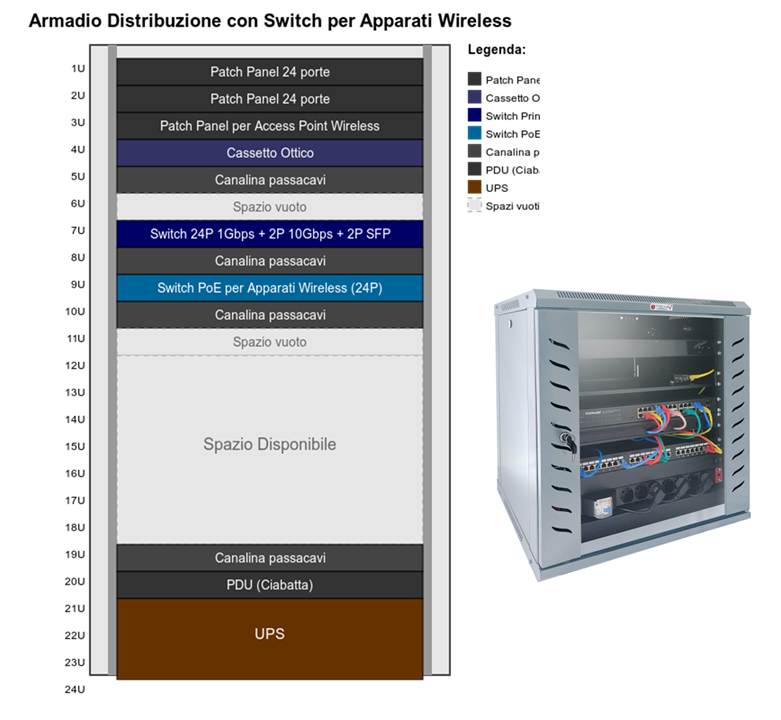 Armadio Distribuzione con Switch per Apparati Wireless
Legenda:
Patch Pane
Cassetto O
Switch Prin
Switch PoE
Canalina p
PDU (Ciab
UPS
Spazi vuoti
1U Patch Panel 24 porte
2U Patch Panel 24 porte
3U Patch Panel per Access Point Wireless
4U Cassetto Ottico
5U Canalina passacavi
6U Spazio vuoto
7U Switch 24P 1Gbps + 2P 10Gbps + 2P SFP
8U Canalina passacavi
9U Switch PoE per Apparati Wireless (24P)
10U Canalina passacavi
11U Spazio vuoto
12U
13U
14U
15U Spazio Disponibile
16U
17U
18U
19U Canalina passacavi
20U PDU (Ciabatta)
21U
22U UPS
23U
24U